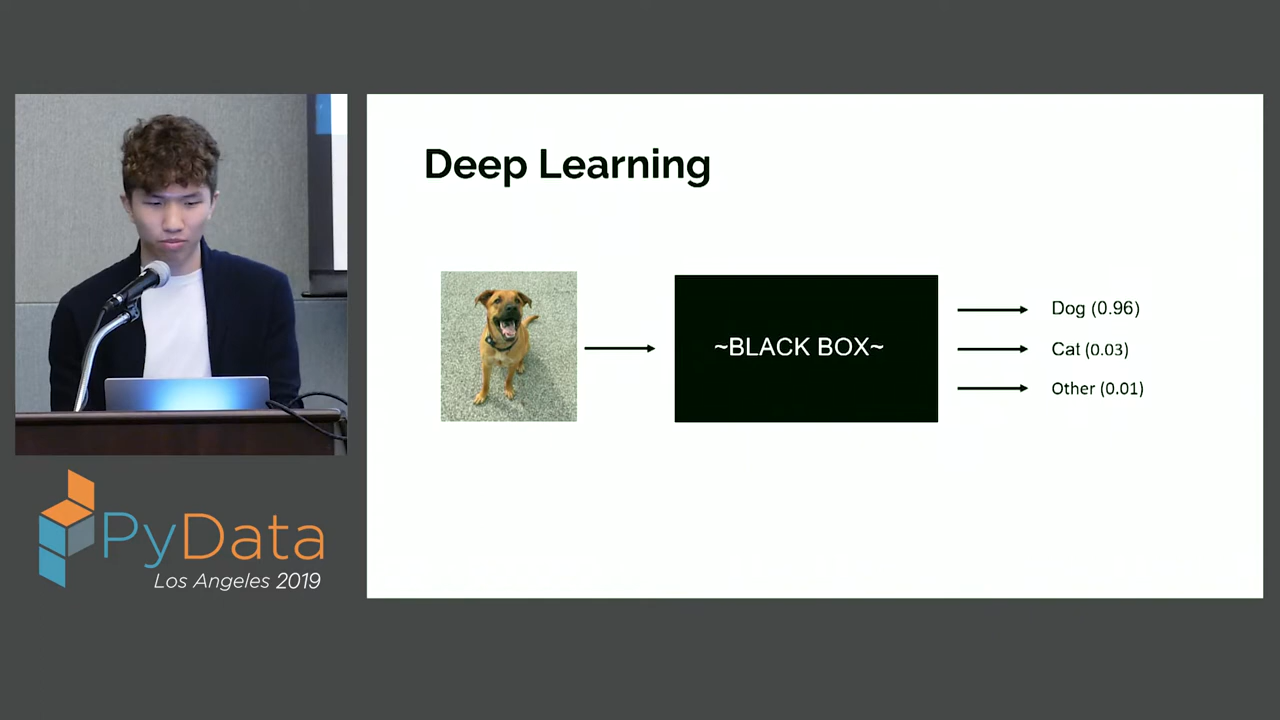 Deep Learning
~BLACK BOX~
Dog (0.96)
Cat (0.03)
Other (0.01)
PyData
Los Angeles 2019